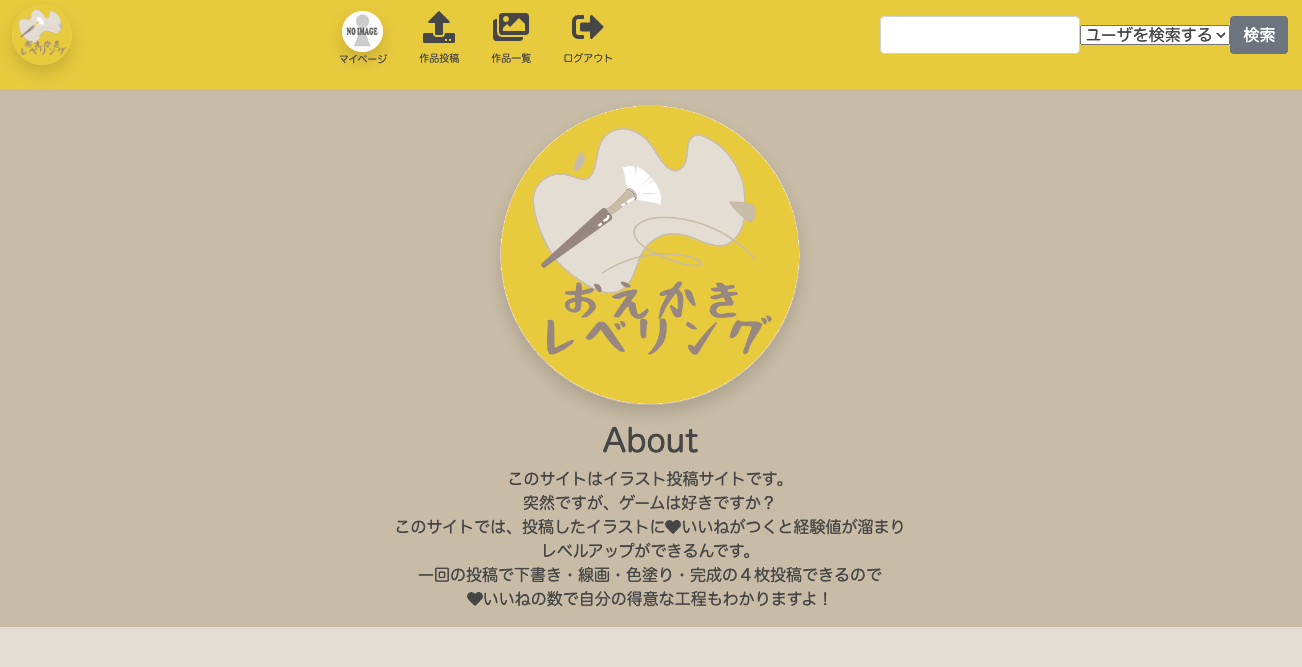 おえかき
レベリング
NO IMAGE
マイページ
作品投稿
作品一覧
ログアウト
ユーザを検索する
検索
おえかき
レベリング
About
このサイトはイラスト投稿サイトです。
突然ですが、ゲームは好きですか？
このサイトでは、投稿したイラストに♥いいねがつくと経験値が溜まり
レベルアップができるんです。
一回の投稿で下書き・線画・色塗り・完成の４枚投稿できるので
♥いいねの数で自分の得意な工程もわかりますよ！